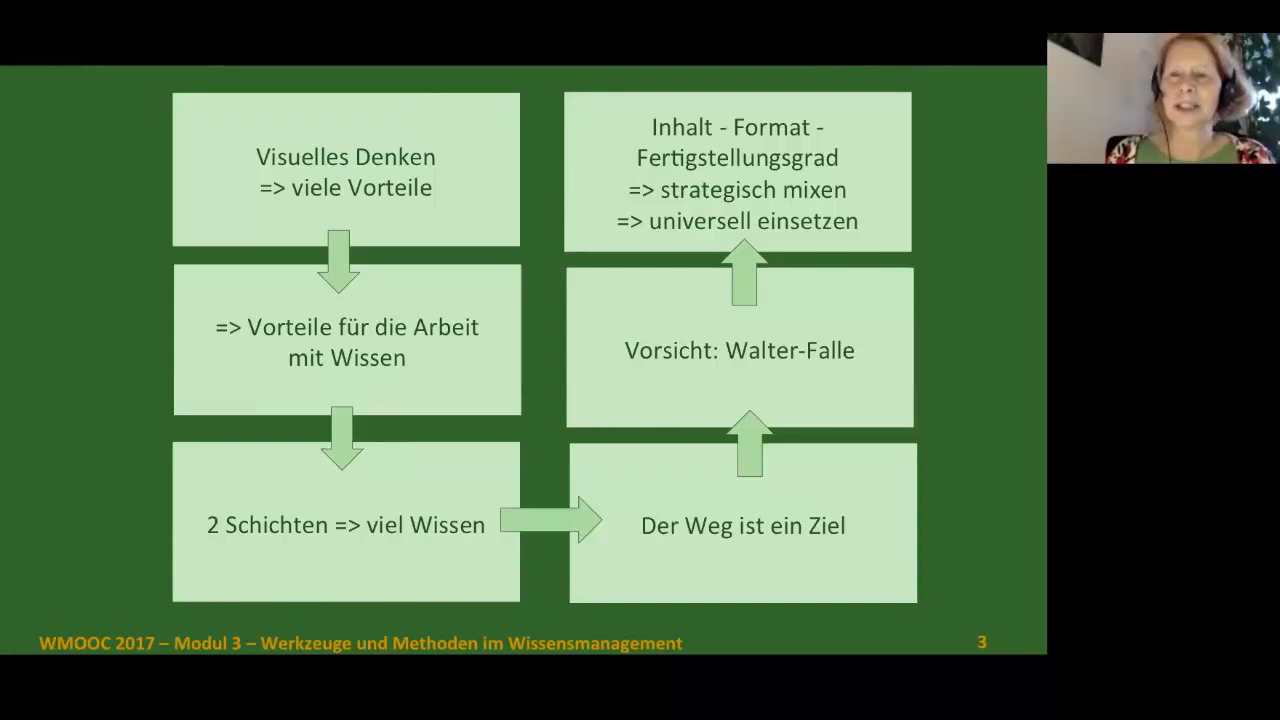 Visuelles Denken
=> viele Vorteile
=> Vorteile für die Arbeit
mit Wissen
2 Schichten => viel Wissen
Der Weg ist ein Ziel
Vorsicht: Walter-Falle
Inhalt - Format -
Fertigstellungsgrad
=> strategisch mixen
=> universell einsetzen
WMOOC 2017 – Modul 3 – Werkzeuge und Methoden im Wissensmanagement
3